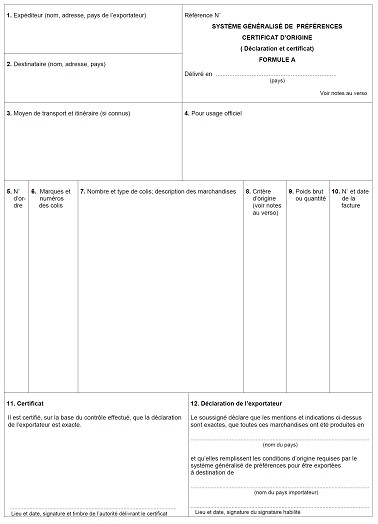 1. Expéditeur (nom, adresse, pays de l'exportateur)
Référence N°
SYSTÈME GÉNÉRALISÉ DE PRÉFÉRENCES
CERTIFICAT D'ORIGINE
( Déclaration et certificat)
FORMULE A
Délivré en ................................................
(pays)
Voir notes au verso
2. Destinataire (nom, adresse, pays)
3. Moyen de transport et itinéraire (si connus)
4. Pour usage officiel
5. N°
d'or-
dre
6. Marques et
numéros
des colis
7. Nombre et type de colis; description des marchandises
8. Critère
d'origine
(voir notes
au verso)
9. Poids brut
ou quantité
10. N° et date
de la
facture
11. Certificat
Il est certifié, sur la base du contrôle effectué, que la déclaration
de l'exportateur est exacte.
Lieu et date, signature et timbre de l'autorité délivrant le certificat
12. Déclaration de l'exportateur
Le soussigné déclare que les mentions et indications ci-dessus
sont exactes, que toutes ces marchandises ont été produites en
(nom du pays)
et qu'elles remplissent les conditions d'origine requises par le
système généralisé de préférences pour être exportées
à destination de
(nom du pays importateur)
Lieu et date, signature du signataire habilité